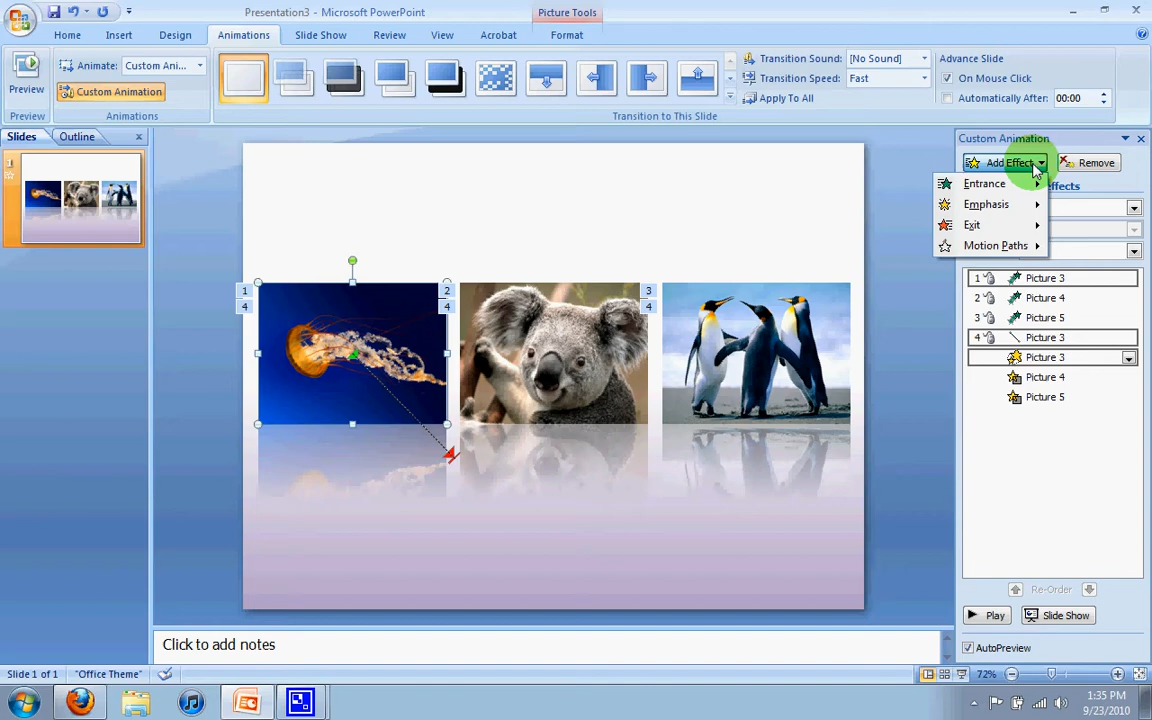 Presentation3 - Microsoft PowerPoint
Picture Tools
Home
Insert
Design
Animations
Slide Show
Review
View
Acrobat
Format
Preview
Animate:
Custom Ani...
Custom Animation
Transition Sound:
[No Sound]
Transition Speed:
Fast
Apply To All
Advance Slide
On Mouse Click
Automatically After:
00:00
Preview
Animations
Transition to This Slide
Slides
Outline
Custom Animation
Add Effect
Remove
Entrance
Emphasis
Exit
Motion Paths
effects
1
1
4
2
4
3
4
1
Picture 3
2
Picture 4
3
Picture 5
4
Picture 3
Picture 3
Picture 4
Picture 5
Re-Order
Play
Slide Show
AutoPreview
Click to add notes
Slide 1 of 1
"Office Theme"
72%
1:35 PM
9/23/2010